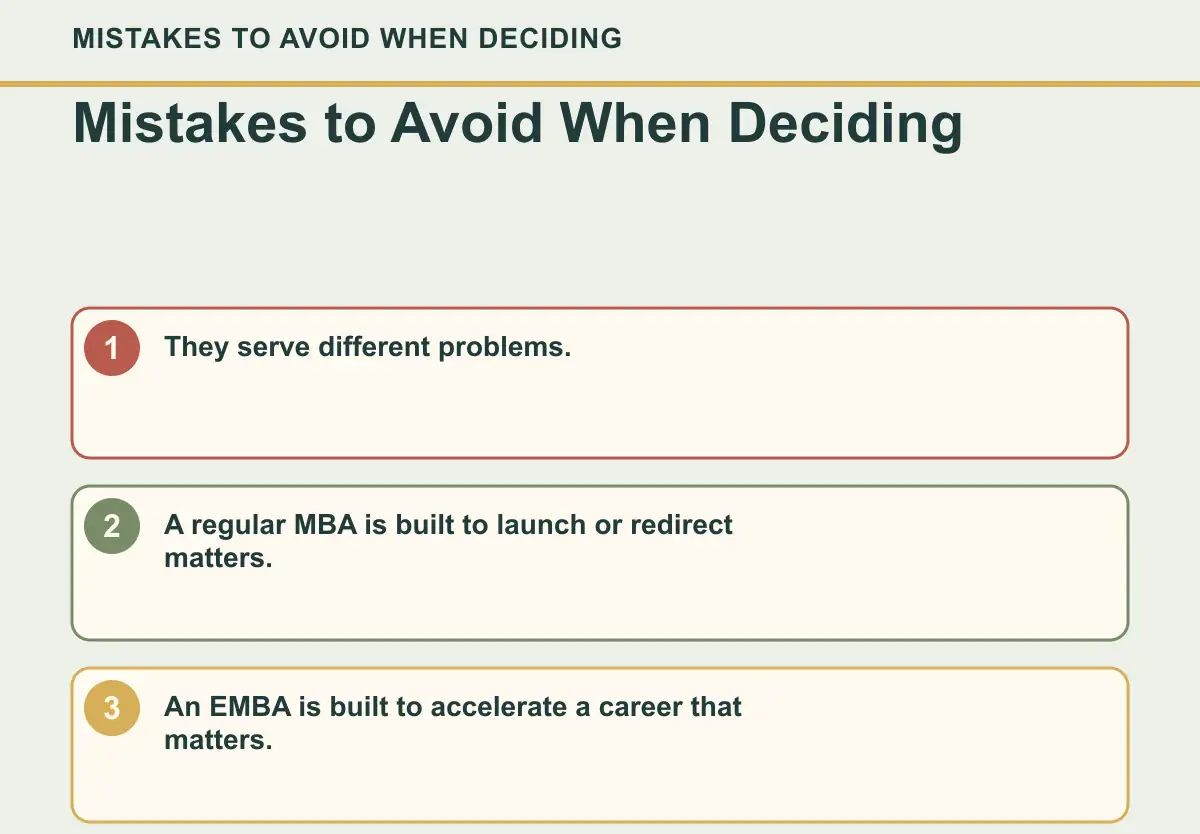 MISTAKES TO AVOID WHEN DECIDING
Mistakes to Avoid When Deciding
1
They serve different problems.
2
A regular MBA is built to launch or redirect
matters.
3
An EMBA is built to accelerate a career that
matters.